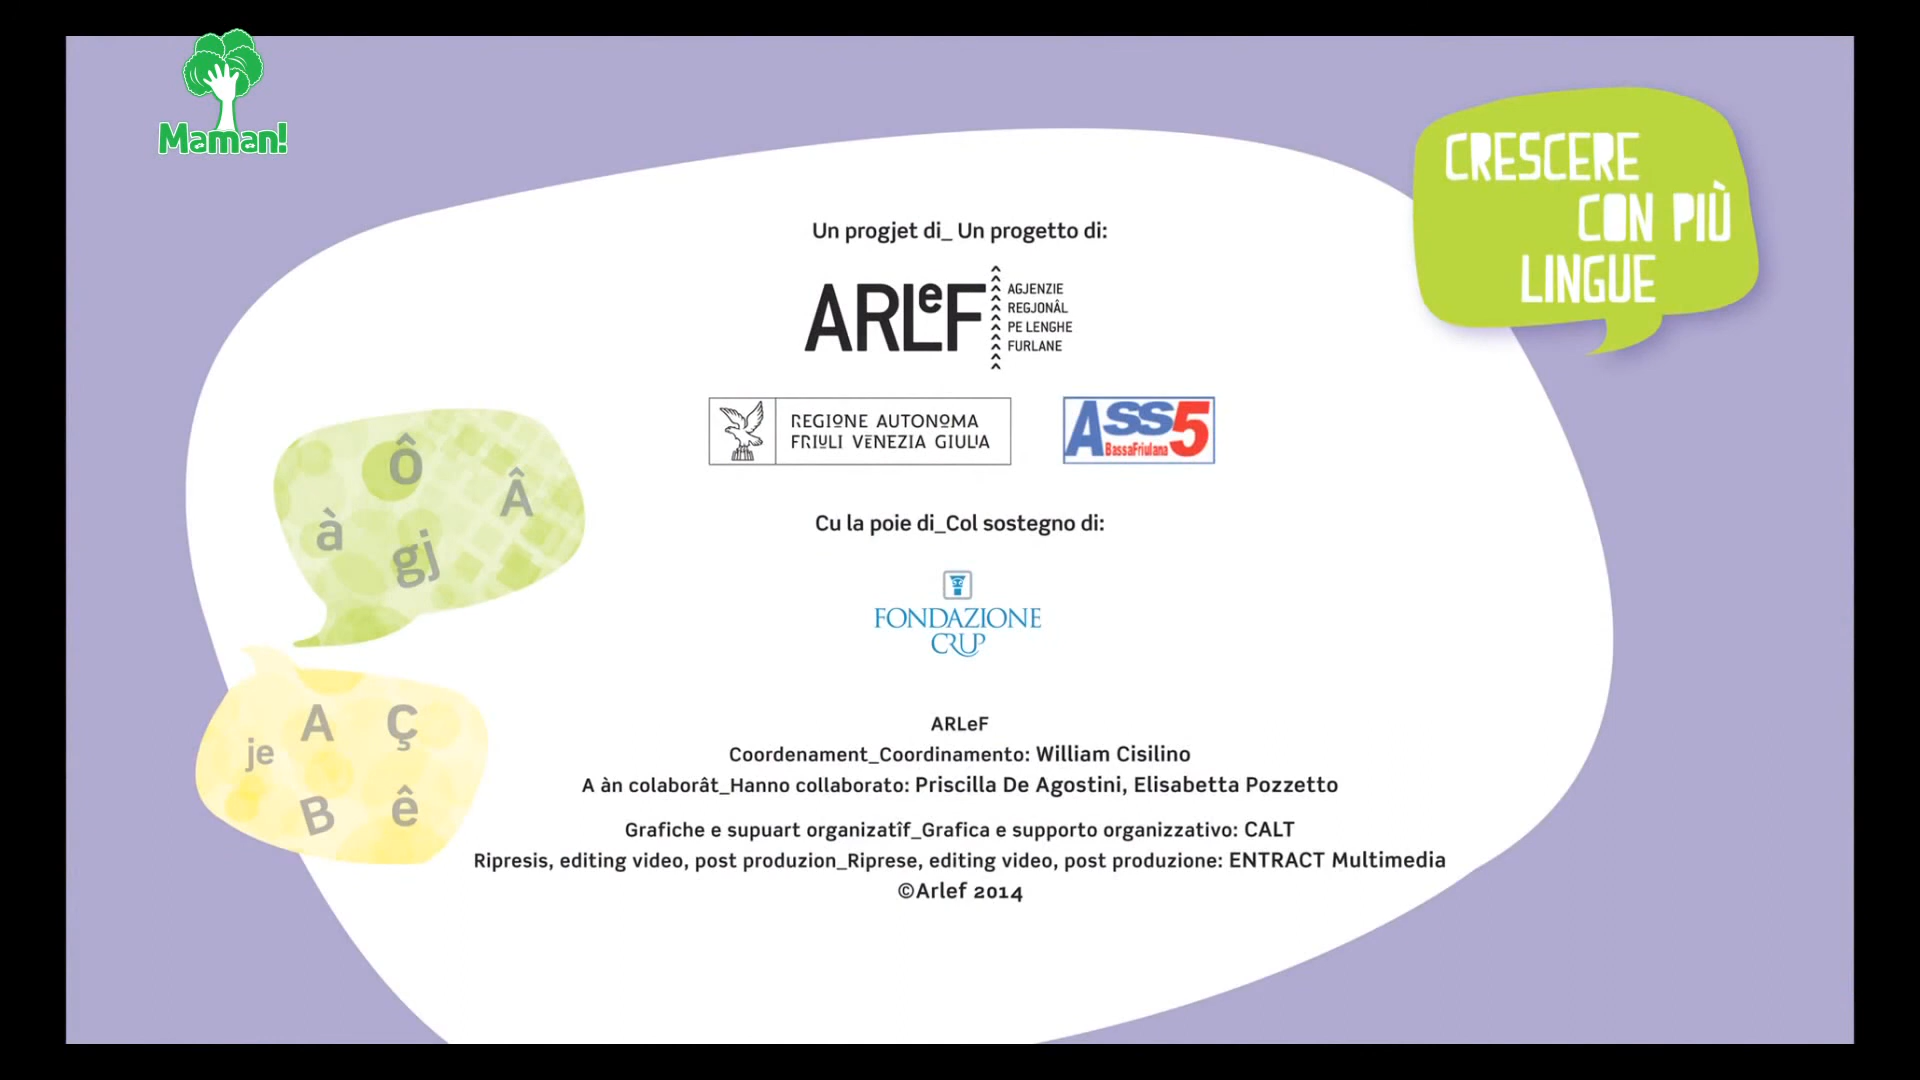 Maman!
CRESCERE
CON PIÙ
LINGUE
Un progjet di_ Un progetto di:
ARLeF
AGJENZIE
REGJONÂL
PE LENGHE
FURLANE
REGIONE AUTONOMA
FRIULI VENEZIA GIULIA
ASS5
BassaFriulana
Cu la poie di_Col sostegno di:
FONDAZIONE
CRUP
Ô
Â
à
gj
A
Ç
je
B
ê
ARLeF
Coordenament_Coordinamento: William Cisilino
A àn colaborât_Hanno collaborato: Priscilla De Agostini, Elisabetta Pozzetto
Grafiche e supuart organizatîf_Grafica e supporto organizzativo: CALT
Ripresis, editing video, post produzion_Riprese, editing video, post produzione: ENTRACT Multimedia
©Arlef 2014